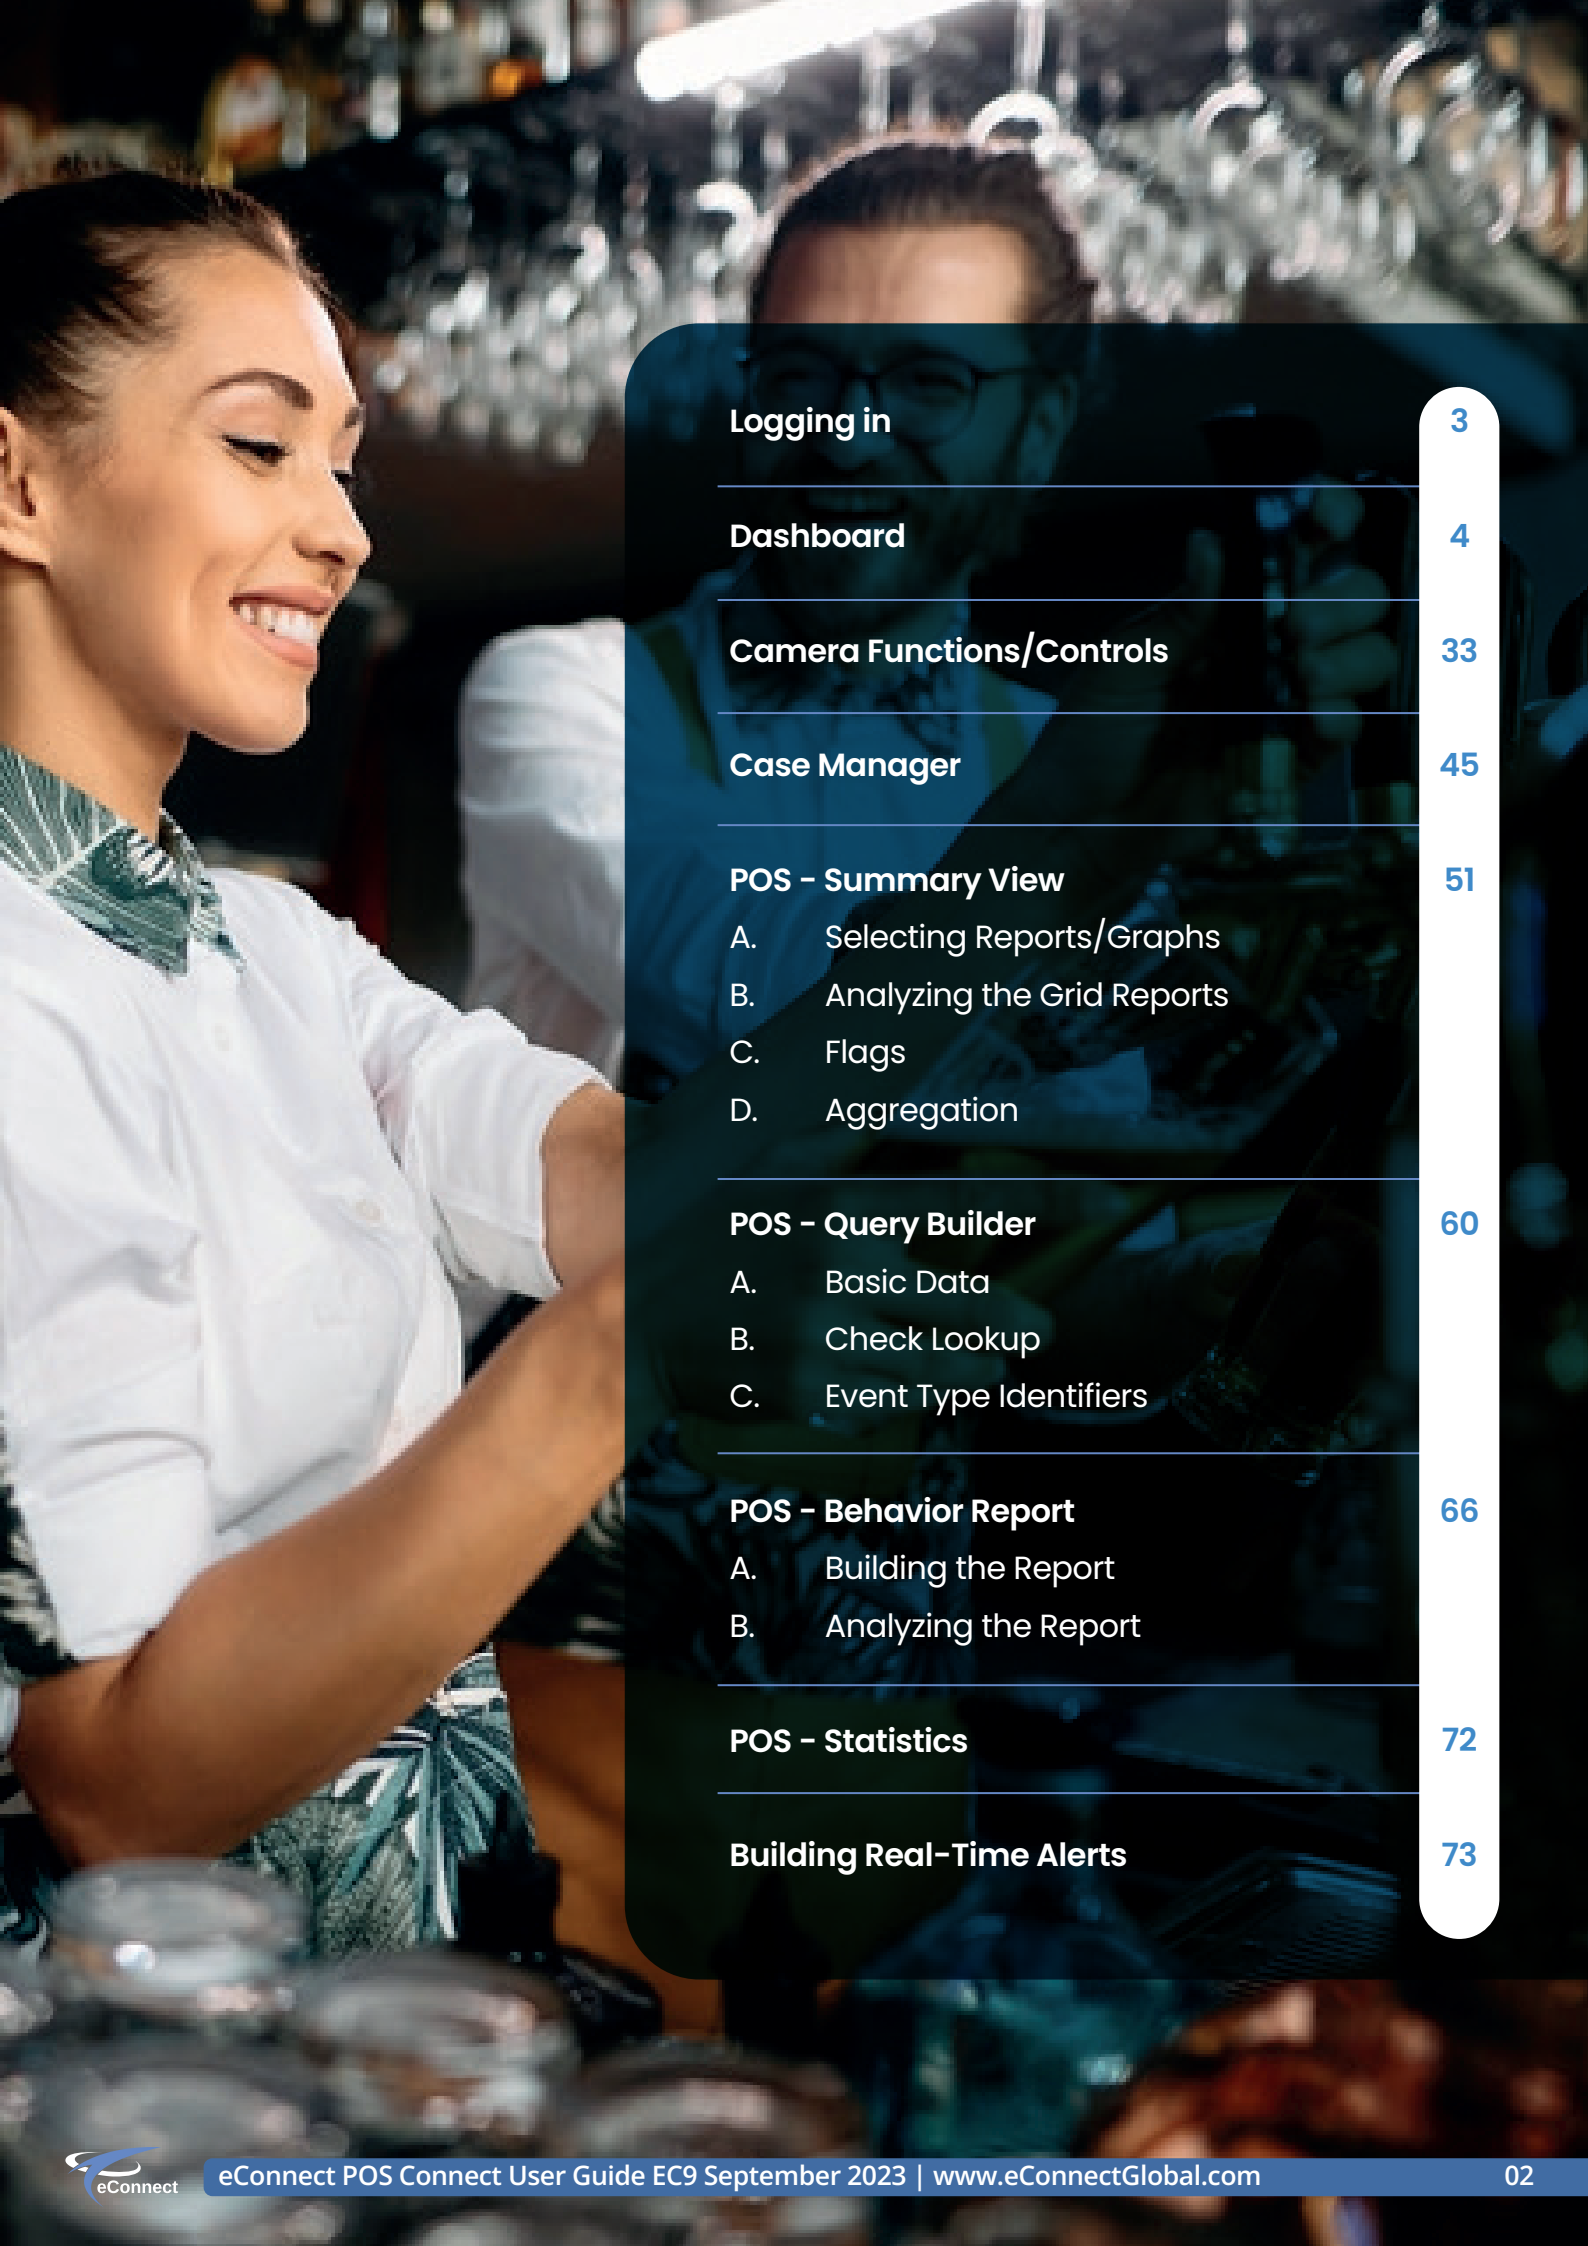 Logging in 3
Dashboard 4
Camera Functions/Controls 33
Case Manager 45
POS - Summary View 51
A. Selecting Reports/Graphs
B. Analyzing the Grid Reports
C. Flags
D. Aggregation
POS - Query Builder 60
A. Basic Data
B. Check Lookup
C. Event Type Identifiers
POS - Behavior Report 66
A. Building the Report
B. Analyzing the Report
POS - Statistics 72
Building Real-Time Alerts 73
eConnect eConnect POS Connect User Guide EC9 September 2023 | www.eConnectGlobal.com 02